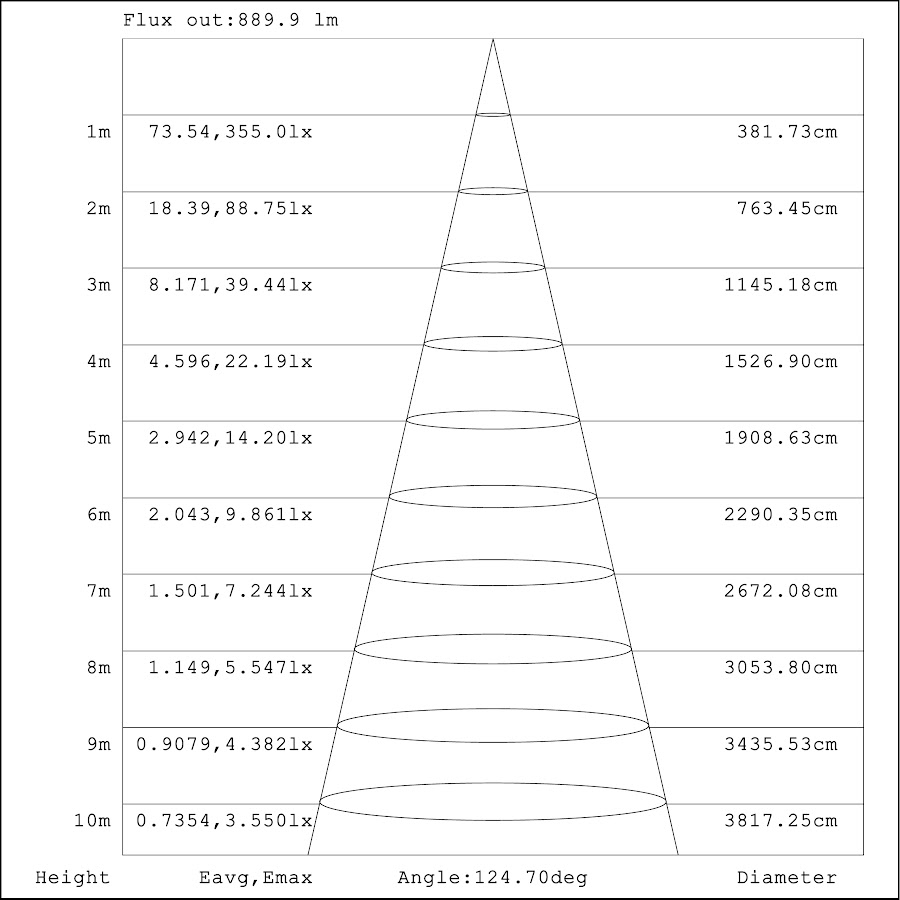 Flux out:889.9 lm
1m 73.54,355.0lx 381.73cm
2m 18.39,88.75lx 763.45cm
3m 8.171,39.44lx 1145.18cm
4m 4.596,22.19lx 1526.90cm
5m 2.942,14.20lx 1908.63cm
6m 2.043,9.861lx 2290.35cm
7m 1.501,7.244lx 2672.08cm
8m 1.149,5.547lx 3053.80cm
9m 0.9079,4.382lx 3435.53cm
10m 0.7354,3.550lx 3817.25cm
Height Eavg,Emax Angle:124.70deg Diameter